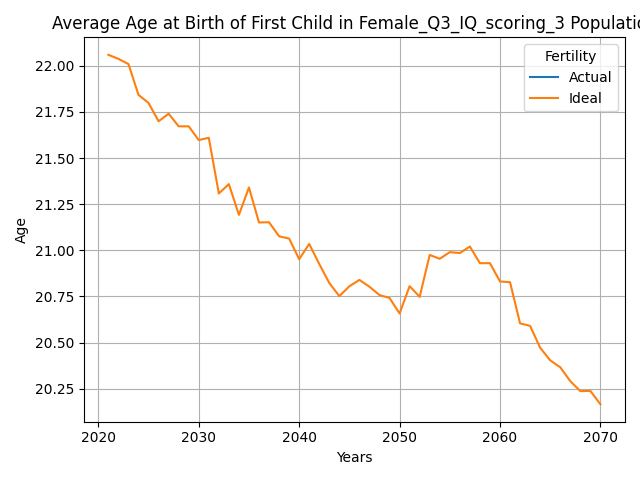 Average Age at Birth of First Child in Female_Q3_IQ_scoring_3 Populatio
Fertility
Actual
Ideal
22.00
21.75
21.50
21.25
21.00
20.75
20.50
20.25
Age
2020 2030 2040 2050 2060 2070
Years